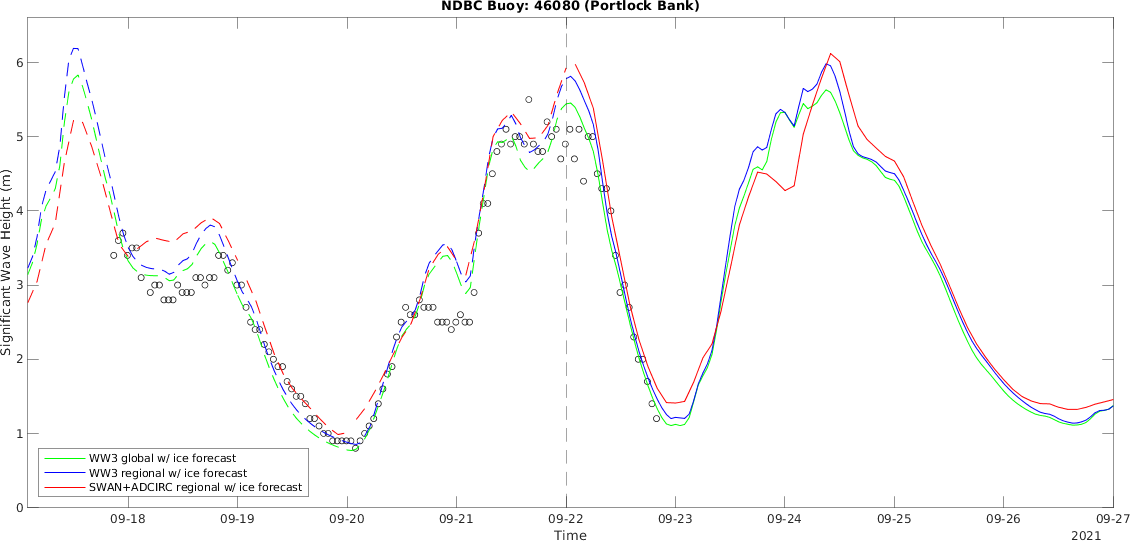 NDBC Buoy: 46080 (Portlock Bank)
Significant Wave Height (m)
6
5
4
3
2
1
0
WW3 global w/ ice forecast
WW3 regional w/ ice forecast
SWAN+ADCIRC regional w/ ice forecast
09-18 09-19 09-20 09-21 09-22 09-23 09-24 09-25 09-26 09-27
Time
2021